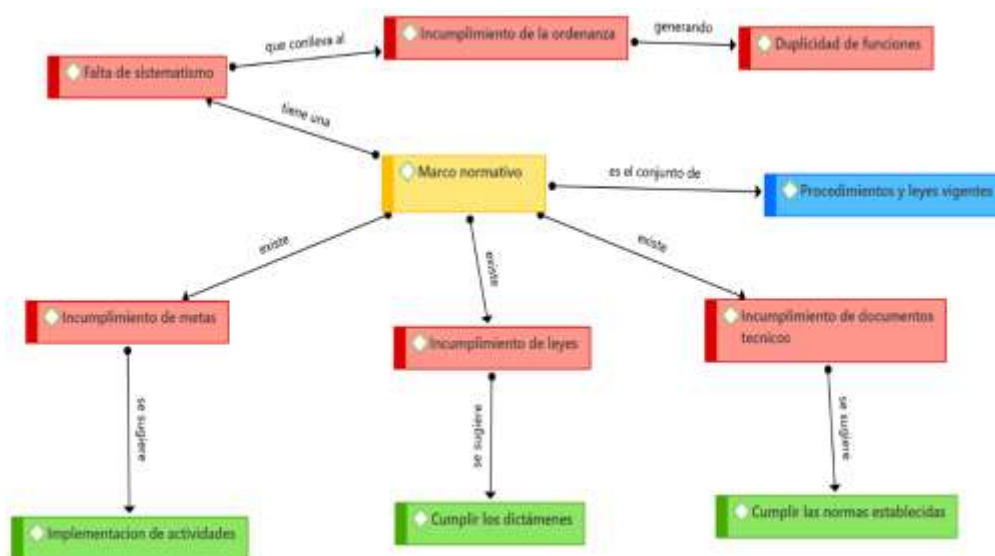 que conlleva al
Incumplimiento de la ordenanza
generando
Duplicidad de funciones
Falta de sistematismo
tiene una
Marco normativo
es el conjunto de
Procedimientos y leyes vigentes
existe
existe
existe
Incumplimiento de metas
Incumplimiento de leyes
Incumplimiento de documentos
tecnicos
se sugiere
se sugiere
se sugiere
Implementacion de actividades
Cumplir los dictámenes
Cumplir las normas establecidas